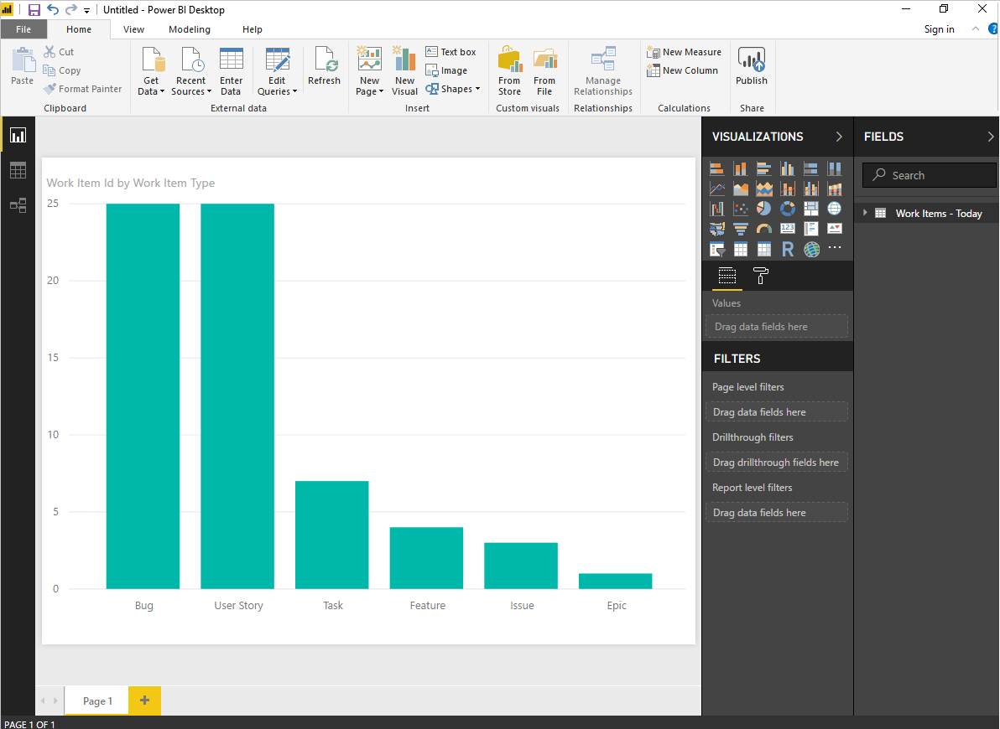 Untitled - Power BI Desktop
File Home View Modeling Help Sign in ?
Paste
Cut
Copy
Format Painter
Clipboard
Get Data
Recent Sources
Enter Data
Edit Queries
External data
Refresh
New Page
New Visual
Text box
Image
Shapes
Insert
From Store
From File
Custom visuals
Manage Relationships
Relationships
New Measure
New Column
Calculations
Publish
Share
Work Item Id by Work Item Type
25
20
15
10
5
0
Bug User Story Task Feature Issue Epic
Page 1 +
PAGE 1 OF 1
VISUALIZATIONS
123
R
...
Values
Drag data fields here
FILTERS
Page level filters
Drag data fields here
Drillthrough filters
Drag drillthrough fields here
Report level filters
Drag data fields here
FIELDS
Search
Work Items - Today